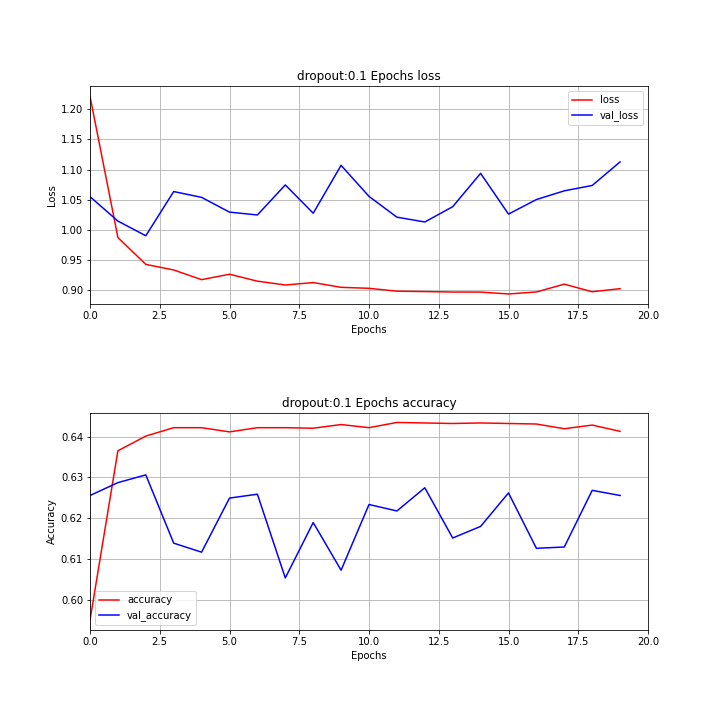 dropout:0.1 Epochs loss
1.20
1.15
1.10
1.05
1.00
0.95
0.90
Loss
loss
val_loss
0.0 2.5 5.0 7.5 10.0 12.5 15.0 17.5 20.0
Epochs
dropout:0.1 Epochs accuracy
0.64
0.63
0.62
0.61
0.60
Accuracy
accuracy
val_accuracy
0.0 2.5 5.0 7.5 10.0 12.5 15.0 17.5 20.0
Epochs